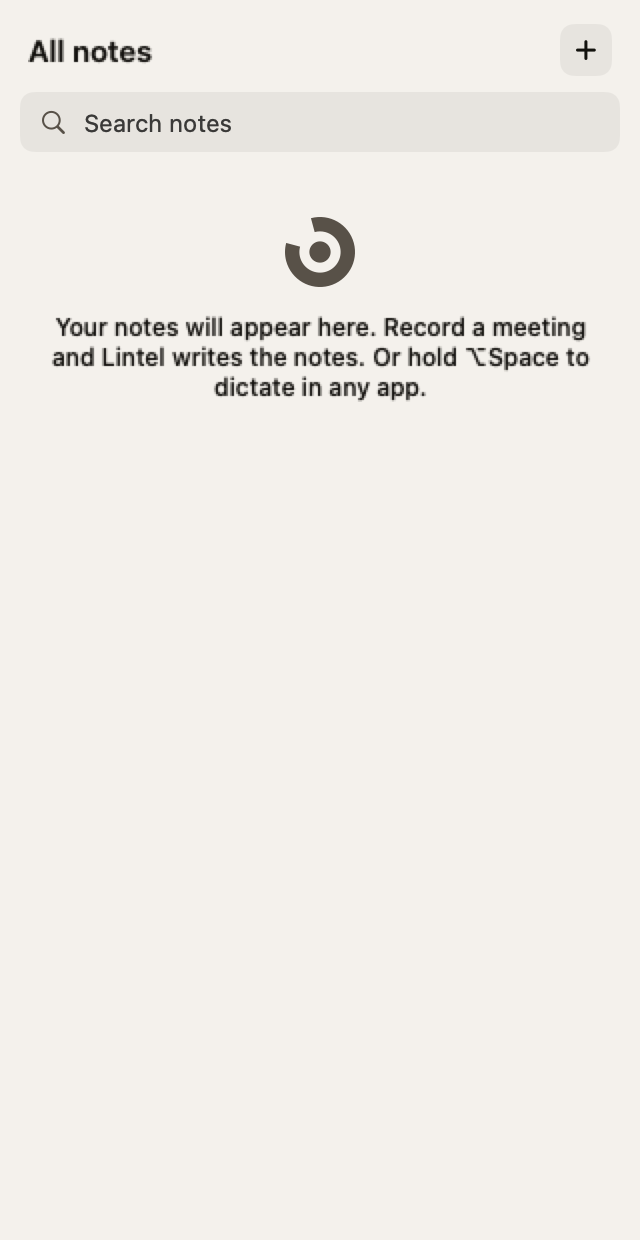 All notes
Search notes
Your notes will appear here. Record a meeting
and Lintel writes the notes. Or hold ⌥Space to
dictate in any app.